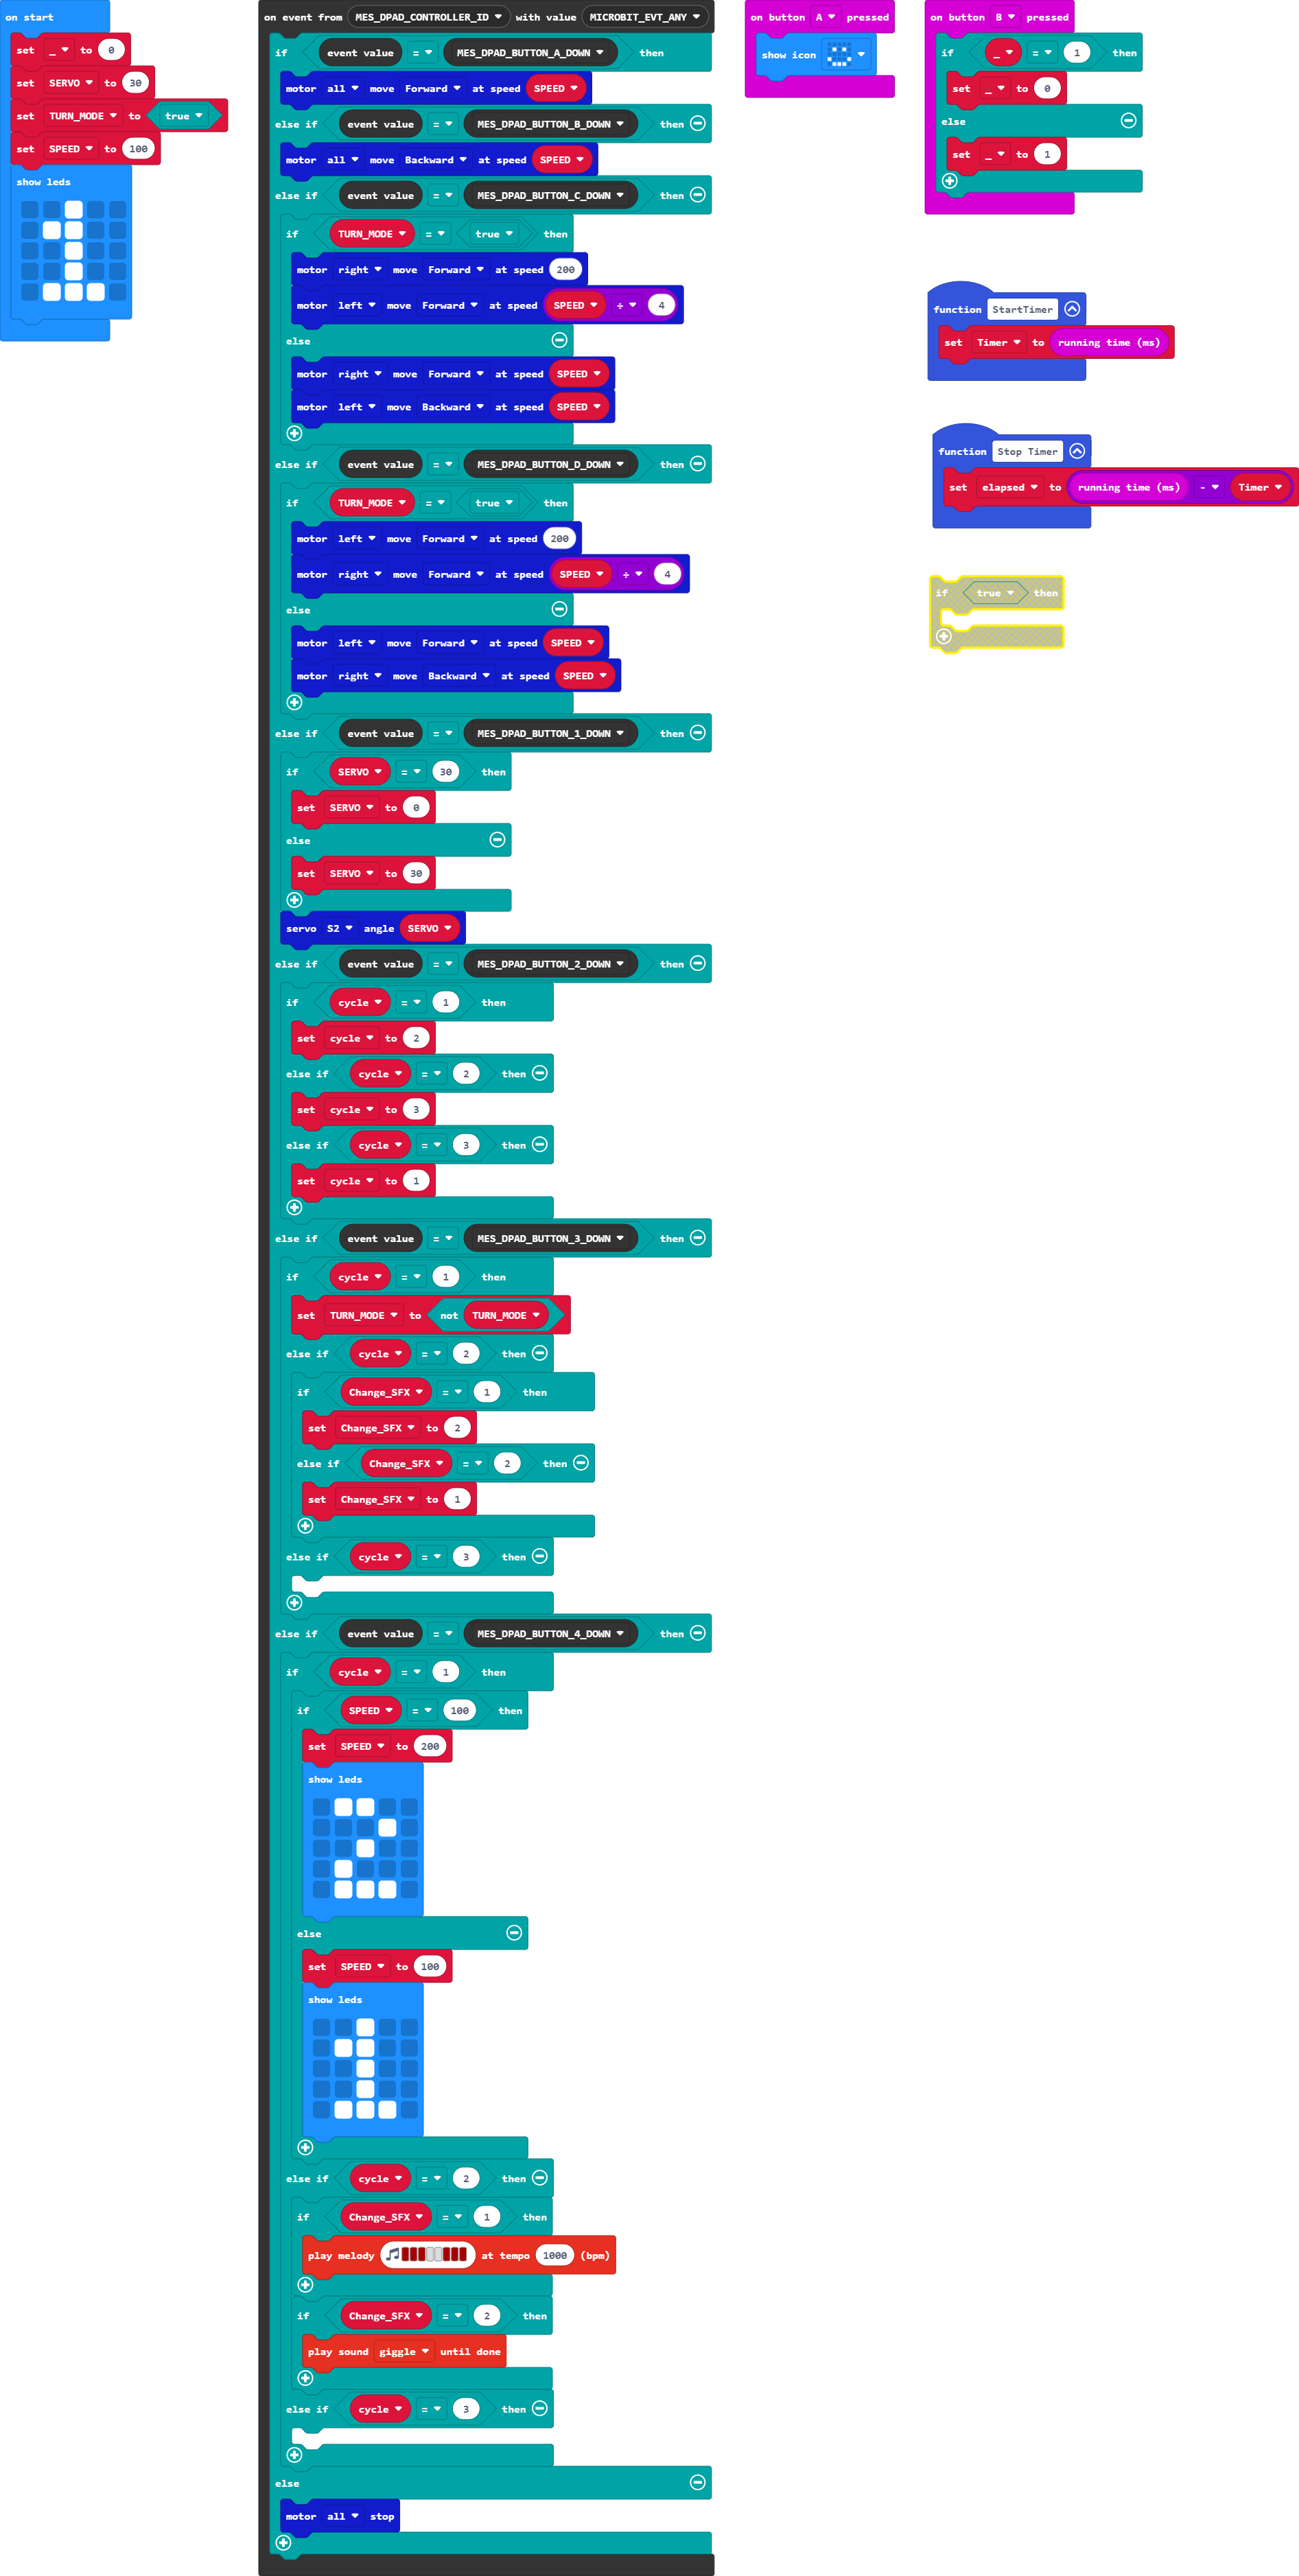 on start
set _ to 0
set SERVO to 30
set TURN_MODE to true
set SPEED to 100
show leds
on event from MES_DPAD_CONTROLLER_ID with value MICROBIT_EVT_ANY
if event value = MES_DPAD_BUTTON_A_DOWN then
motor all move Forward at speed SPEED
else if event value = MES_DPAD_BUTTON_B_DOWN then
motor all move Backward at speed SPEED
else if event value = MES_DPAD_BUTTON_C_DOWN then
if TURN_MODE = true then
motor right move Forward at speed 200
motor left move Forward at speed SPEED ÷ 4
else
motor right move Forward at speed SPEED
motor left move Backward at speed SPEED
else if event value = MES_DPAD_BUTTON_D_DOWN then
if TURN_MODE = true then
motor left move Forward at speed 200
motor right move Forward at speed SPEED ÷ 4
else
motor left move Forward at speed SPEED
motor right move Backward at speed SPEED
else if event value = MES_DPAD_BUTTON_1_DOWN then
if SERVO = 30 then
set SERVO to 0
else
set SERVO to 30
servo S2 angle SERVO
else if event value = MES_DPAD_BUTTON_2_DOWN then
if cycle = 1 then
set cycle to 2
else if cycle = 2 then
set cycle to 3
else if cycle = 3 then
set cycle to 1
else if event value = MES_DPAD_BUTTON_3_DOWN then
if cycle = 1 then
set TURN_MODE to not TURN_MODE
else if cycle = 2 then
if Change_SFX = 1 then
set Change_SFX to 2
else if Change_SFX = 2 then
set Change_SFX to 1
else if cycle = 3 then
else if event value = MES_DPAD_BUTTON_4_DOWN then
if cycle = 1 then
if SPEED = 100 then
set SPEED to 200
show leds
else
set SPEED to 100
show leds
else if cycle = 2 then
if Change_SFX = 1 then
play melody at tempo 1000 (bpm)
if Change_SFX = 2 then
play sound giggle until done
else if cycle = 3 then
else
motor all stop
on button A pressed
show icon
on button B pressed
if _ = 1 then
set _ to 0
else
set _ to 1
function StartTimer
set Timer to running time (ms)
function Stop Timer
set elapsed to running time (ms) - Timer
if true then